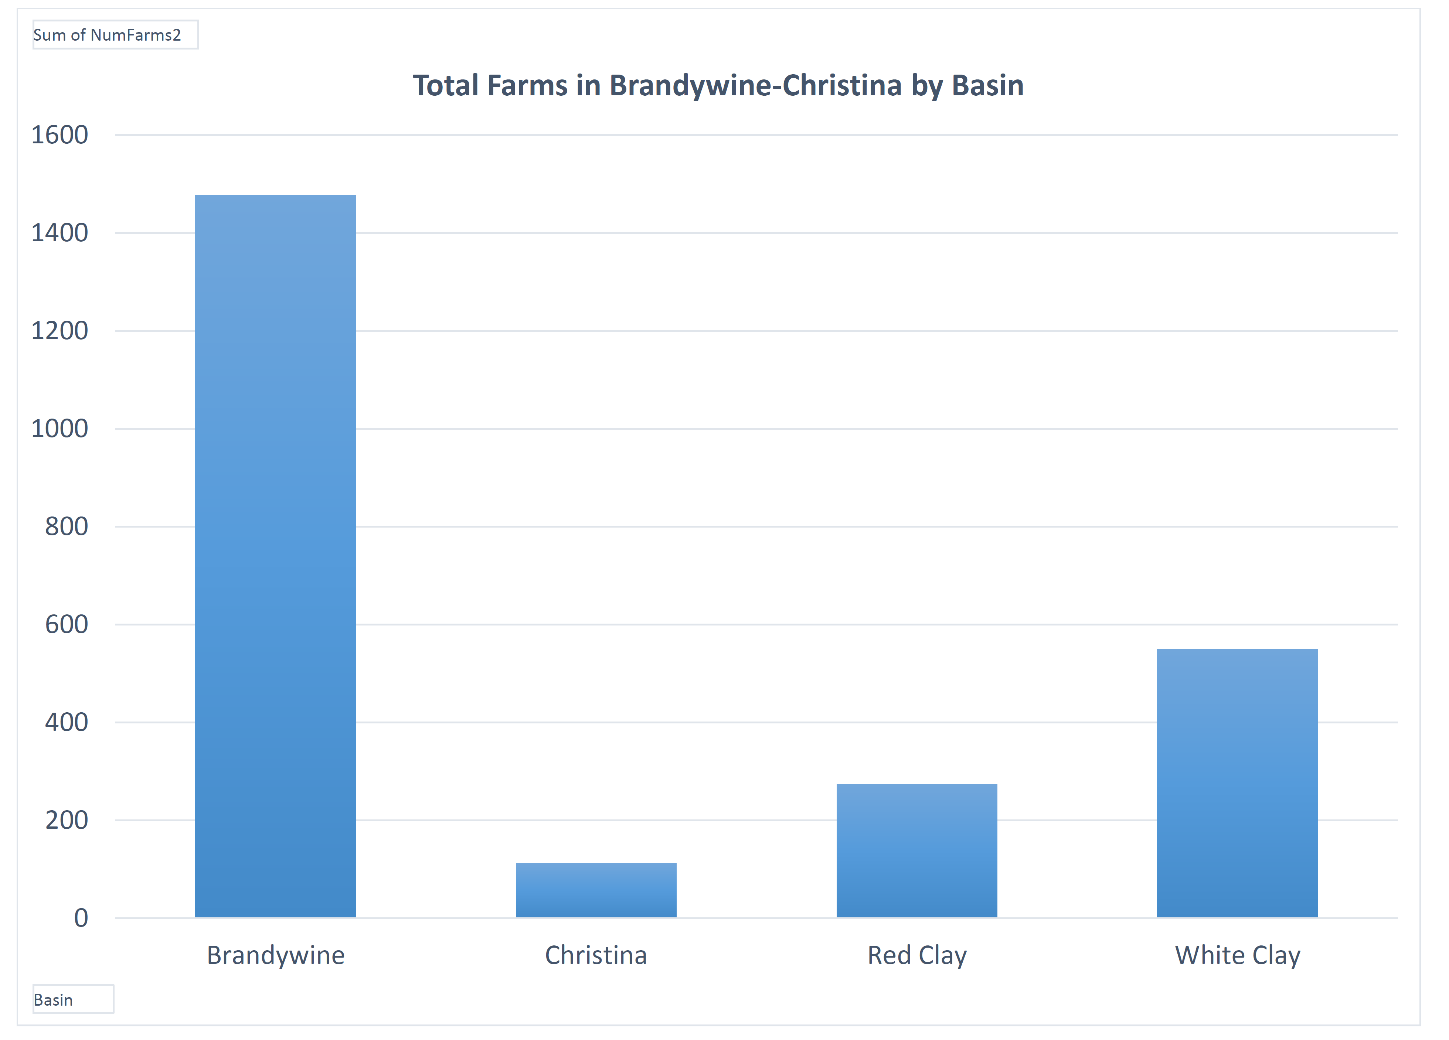 Sum of NumFarms2
Total Farms in Brandywine-Christina by Basin
1600
1400
1200
1000
800
600
400
200
0
Brandywine Christina Red Clay White Clay
Basin